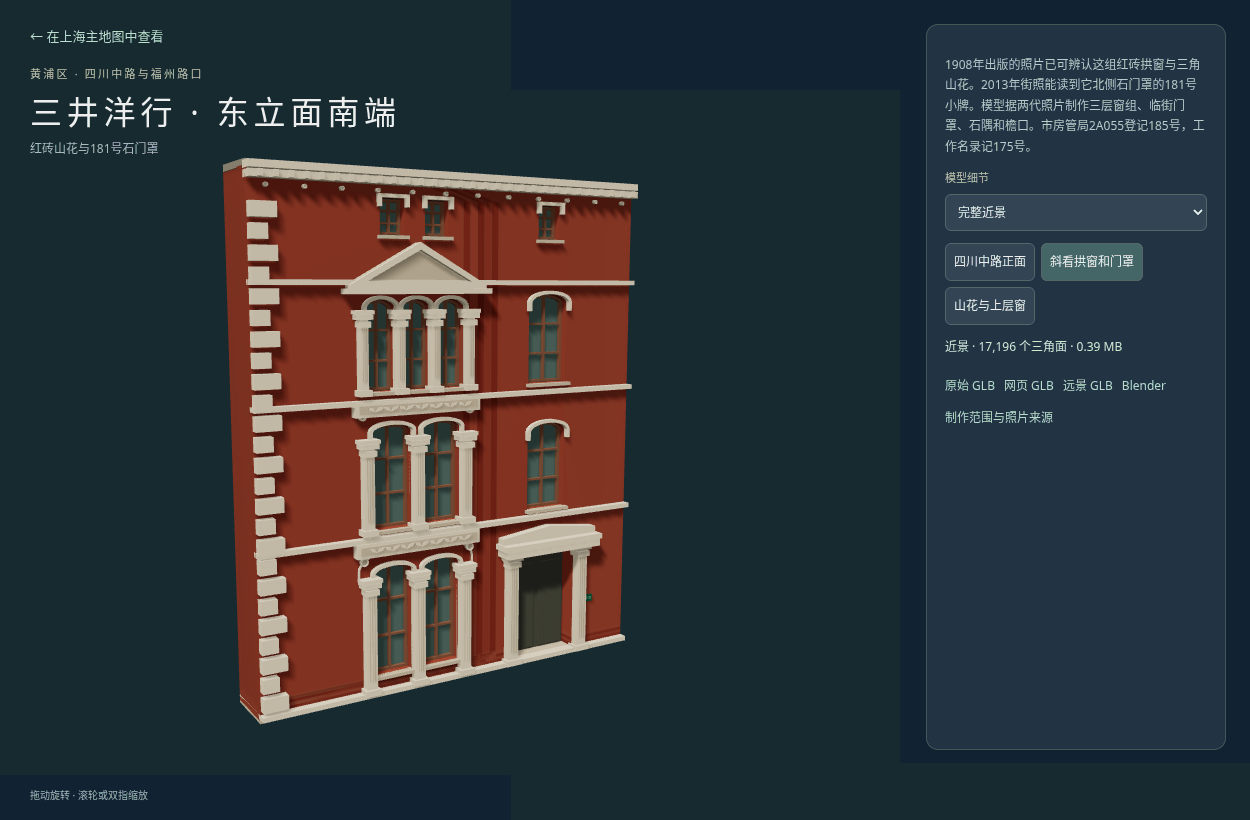 ← 在上海主地图中查看
黄浦区 · 四川中路与福州路口
三井洋行 · 东立面南端
红砖山花与181号石门罩
1908年出版的照片已可辨认这组红砖拱窗与三角
山花。2013年街照能读到它北侧石门罩的181号
小牌。模型据两代照片制作三层窗组、临街门
罩、石隅和檐口。市房管局2A055登记185号，工
作名录记175号。
模型细节
完整近景
四川中路正面
斜看拱窗和门罩
山花与上层窗
近景 · 17,196 个三角面 · 0.39 MB
原始 GLB 网页 GLB 远景 GLB Blender
制作范围与照片来源
拖动旋转 · 滚轮或双指缩放